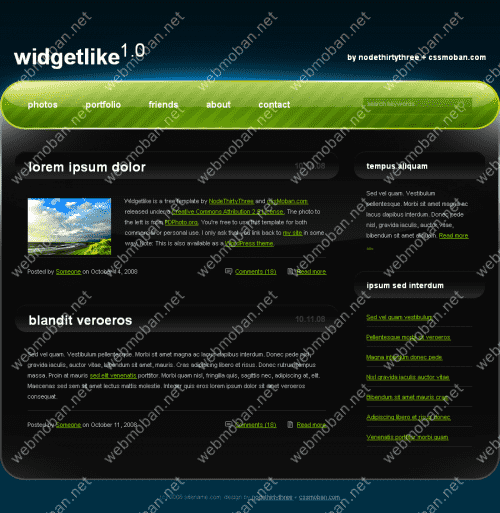 widgetlike1.0
by nodethirtythree + cssmoban.com
photos portfolio friends about contact
search keywords
lorem ipsum dolor
Widgetlike is a free template by NodeThirtyThree and
released under a Creative Commons Attribution 2.5 License. The photo to
the left is from PDPhoto.org. You're free to use this template for both
commercial or personal use. I only ask that you link back to my site in some
way. Note: This is also available as a WordPress theme.
Posted by Someone on October 14, 2008
Comments (18) Read more
blandit veroeros
10.11.08
Sed vel quam. Vestibulum pellentesque. Morbi sit amet magna ac lacus dapibus interdum. Donec pede nisl,
gravida iaculis, auctor vitae, bibendum sit amet, mauris. Cras adipiscing libero et risus. Donec rutrum tempus
massa. Proin at mauris sed elit venenatis porttitor. Morbi quam nisl, fringilla quis, sagittis nec, adipiscing at, elit.
Maecenas sed sem sit amet lectus mattis molestie. Integer quis eros lorem ipsum dolor sit amet veroeros
consequat.
Posted by Someone on October 11, 2008
Comments (18) Read more
tempus aliquam
Sed vel quam. Vestibulum
pellentesque. Morbi sit amet magna ac
lacus dapibus interdum. Donec pede
nisl, gravida iaculis, auctor, vitae,
bibendum sit amet aliquam. Read more
ipsum sed interdum
Sed vel quam vestibulum
Pellentesque morbi ac verperos
Magna interdum donec pede
Nisl gravida iaculis auctor vitae
Bibendum sit amet mauris cras
Adipiscing libero et risus donec
Venenatis porttitor morbi quam
2008 sitename.com. design by nodethirtythree + cssmoban.com
webmoban.net